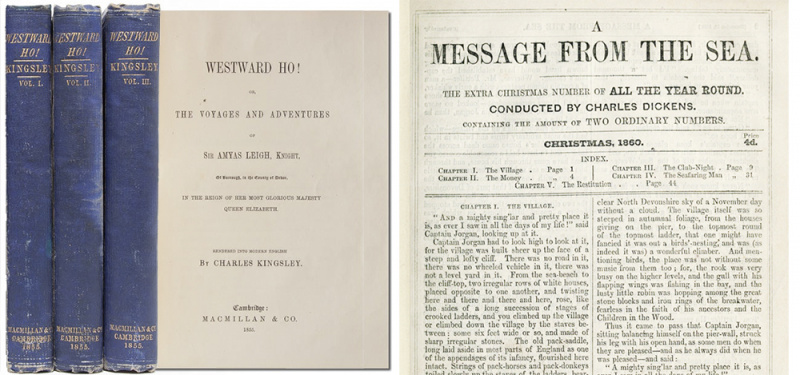 WESTWARD
HO!
KINGSLEY
VOL. I.
MACMILLAN & CO.
CAMBRIDGE
1855.
WESTWARD
HO!
KINGSLEY
VOL. II.
MACMILLAN & CO.
CAMBRIDGE
1855.
WESTWARD
HO!
KINGSLEY
VOL. III.
MACMILLAN & CO.
CAMBRIDGE
1855.
WESTWARD HO!
OR,
THE VOYAGES AND ADVENTURES
OF
SIR AMYAS LEIGH, KNIGHT,
Of Burrough, in the County of Devon,
IN THE REIGN OF HER MOST GLORIOUS MAJESTY
QUEEN ELIZABETH.
RENDERED INTO MODERN ENGLISH
BY CHARLES KINGSLEY.
Cambridge:
MACMILLAN & CO.
1855.
A
MESSAGE FROM THE SEA.
THE EXTRA CHRISTMAS NUMBER OF ALL THE YEAR ROUND.
CONDUCTED BY CHARLES DICKENS.
CONTAINING THE AMOUNT OF TWO ORDINARY NUMBERS.
CHRISTMAS, 1860.
Price
4d.
INDEX.
CHAPTER I. The Village . Page 1
CHAPTER II. The Money . „ 4
CHAPTER III. The Club-Night . Page 9
CHAPTER IV. The Seafaring Man „ 31
CHAPTER V. The Restitution . . Page 44
CHAPTER I. THE VILLAGE.
"AND a mighty sing'lar and pretty place it
is, as ever I saw in all the days of my life!" said
Captain Jorgan, looking up at it.
Captain Jorgan had to look high to look at it,
for the village was built sheer up the face of a
steep and lofty cliff. There was no road in it,
there was no wheeled vehicle in it, there was
not a level yard in it. From the sea-beach to
the cliff-top, two irregular rows of white houses,
placed opposite to one another, and twisting
here and there and there and here, rose, like
the sides of a long succession of stages of
crooked ladders, and you climbed up the village
or climbed down the village by the staves be-
tween: some six feet wide or so, and made of
sharp irregular stones. The old pack-saddle,
long laid aside in most parts of England as one
of the appendages of its infancy, flourished here
intact. Strings of pack-horses and pack-donkeys
toiled slowly up the staves of the ladders, bear-
clear North Devonshire sky of a November day
without a cloud. The village itself was so
steeped in autumnal foliage, from the houses
giving on the pier, to the topmost round
of the topmost ladder, that one might have
fancied it was out a birds'-nesting, and was (as
indeed it was) a wonderful climber. And men-
tioning birds, the place was not without some
music from them too; for, the rook was very
busy on the higher levels, and the gull with his
flapping wings was fishing in the bay, and the
lusty little robin was hopping among the great
stone blocks and iron rings of the breakwater,
fearless in the faith of his ancestors and the
Children in the Wood.
Thus it came to pass that Captain Jorgan,
sitting balancing himself on the pier-wall, struck
his leg with his open hand, as some men do when
they are pleased—and as he always did when he
was pleased—and said:
"A mighty sing'lar and pretty place it is, as